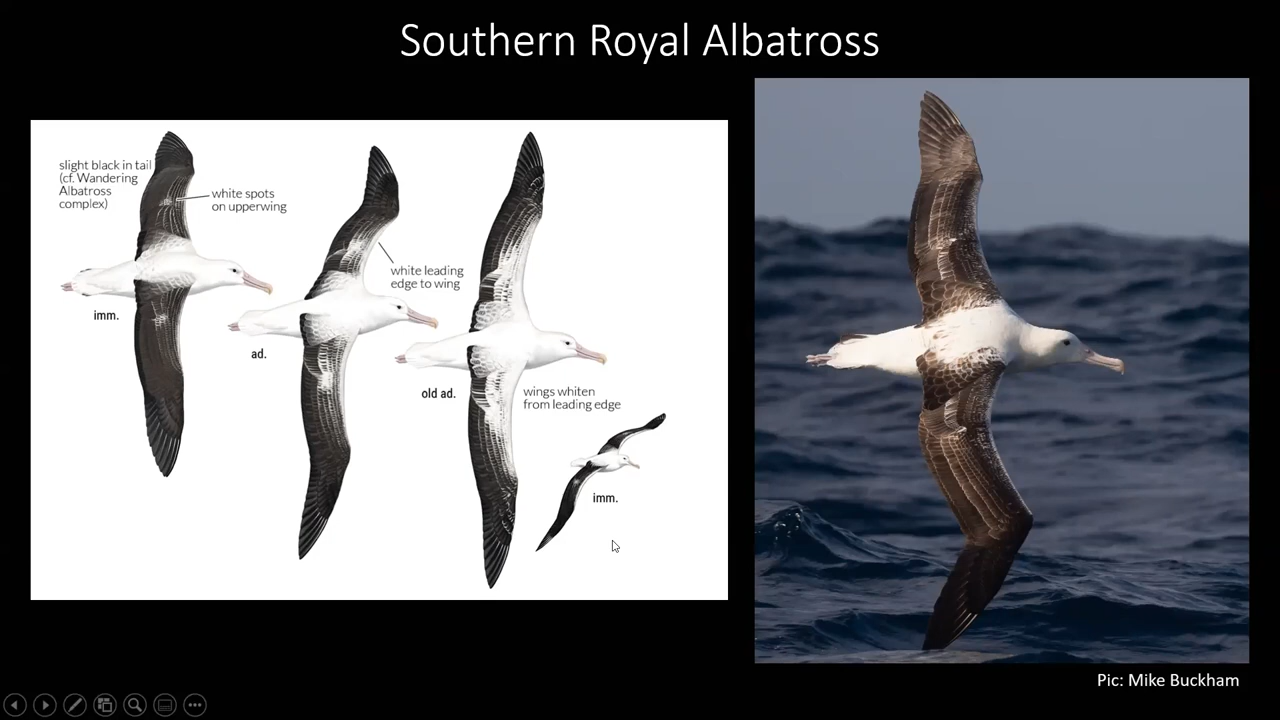 Southern Royal Albatross
slight black in tail
(cf. Wandering
Albatross
complex)
white spots
on upperwing
imm.
white leading
edge to wing
ad.
old ad.
wings whiten
from leading edge
imm.
Pic: Mike Buckham